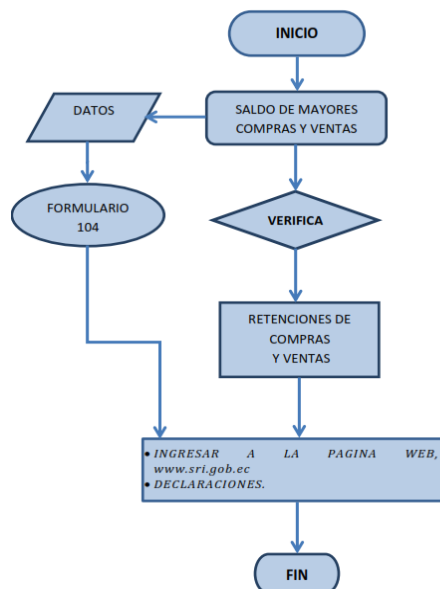 INICIO
DATOS
SALDO DE MAYORES
COMPRAS Y VENTAS
FORMULARIO
104
VERIFICA
RETENCIONES DE
COMPRAS
Y VENTAS
• INGRESAR A LA PAGINA WEB,
www.sri.gob.ec
• DECLARACIONES.
FIN